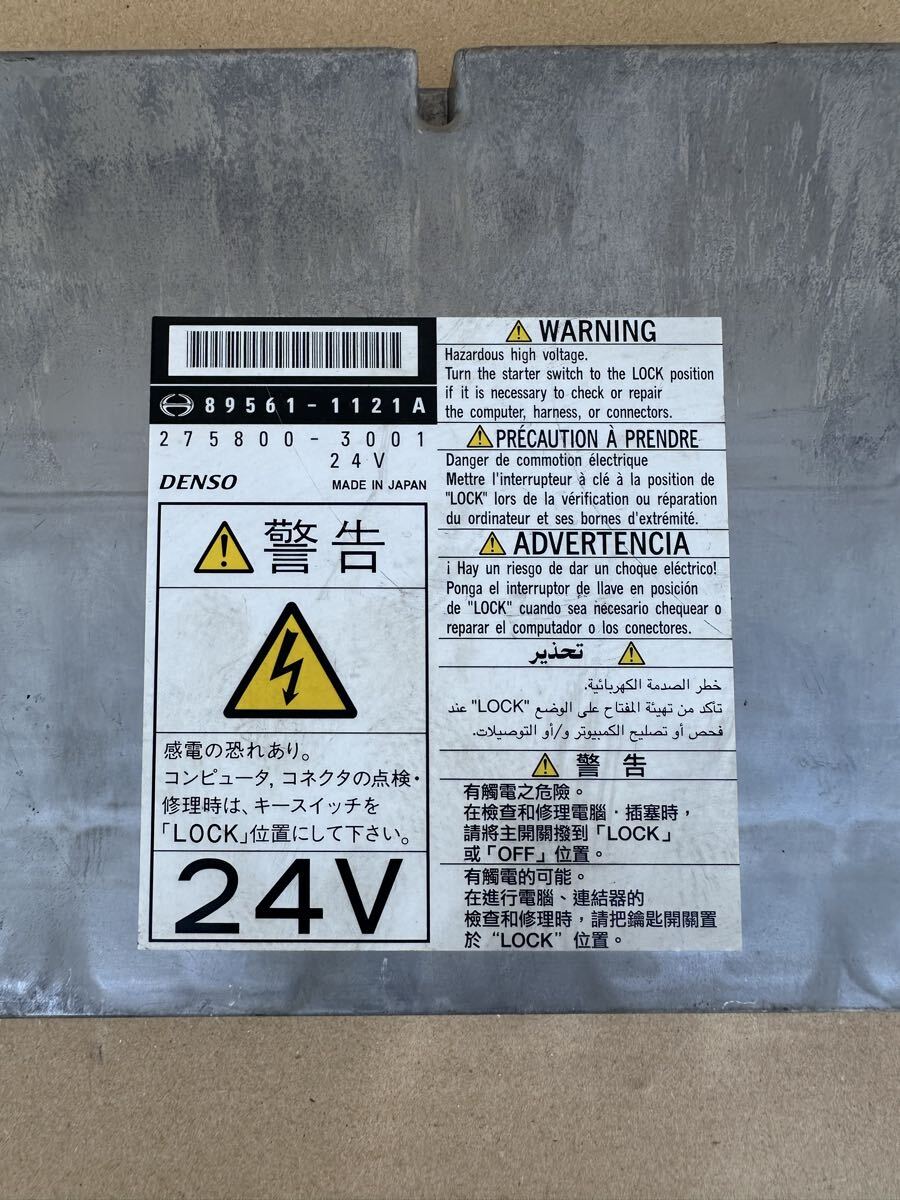 89561-1121A
275800-3001
24V
DENSO MADE IN JAPAN
警告
感電の恐れあり。
コンピュータ, コネクタの点検・
修理時は、キースイッチを
「LOCK」位置にして下さい。
24V
WARNING
Hazardous high voltage.
Turn the starter switch to the LOCK position
if it is necessary to check or repair
the computer, harness, or connectors.
PRÉCAUTION À PRENDRE
Danger de commotion électrique
Mettre l'interrupteur à clé à la position de
"LOCK" lors de la vérification ou réparation
du ordinateur et ses bornes d'extrémité.
ADVERTENCIA
¡ Hay un riesgo de dar un choque eléctrico!
Ponga el interruptor de llave en posición
de "LOCK" cuando sea necesario chequear o
reparar el computador o los conectores.
تحذير
خطر الصدمة الكهربائية.
تأكد من تهيئة المفتاح على الوضع "LOCK" عند
فحص أو تصليح الكمبيوتر و/أو التوصيلات.
警告
有觸電之危險。
在檢查和修理電腦・插塞時，
請將主開關撥到「LOCK」
或「OFF」位置。
有觸電的可能。
在進行電腦、連結器的
檢查和修理時，請把鑰匙開關置
於“LOCK”位置。